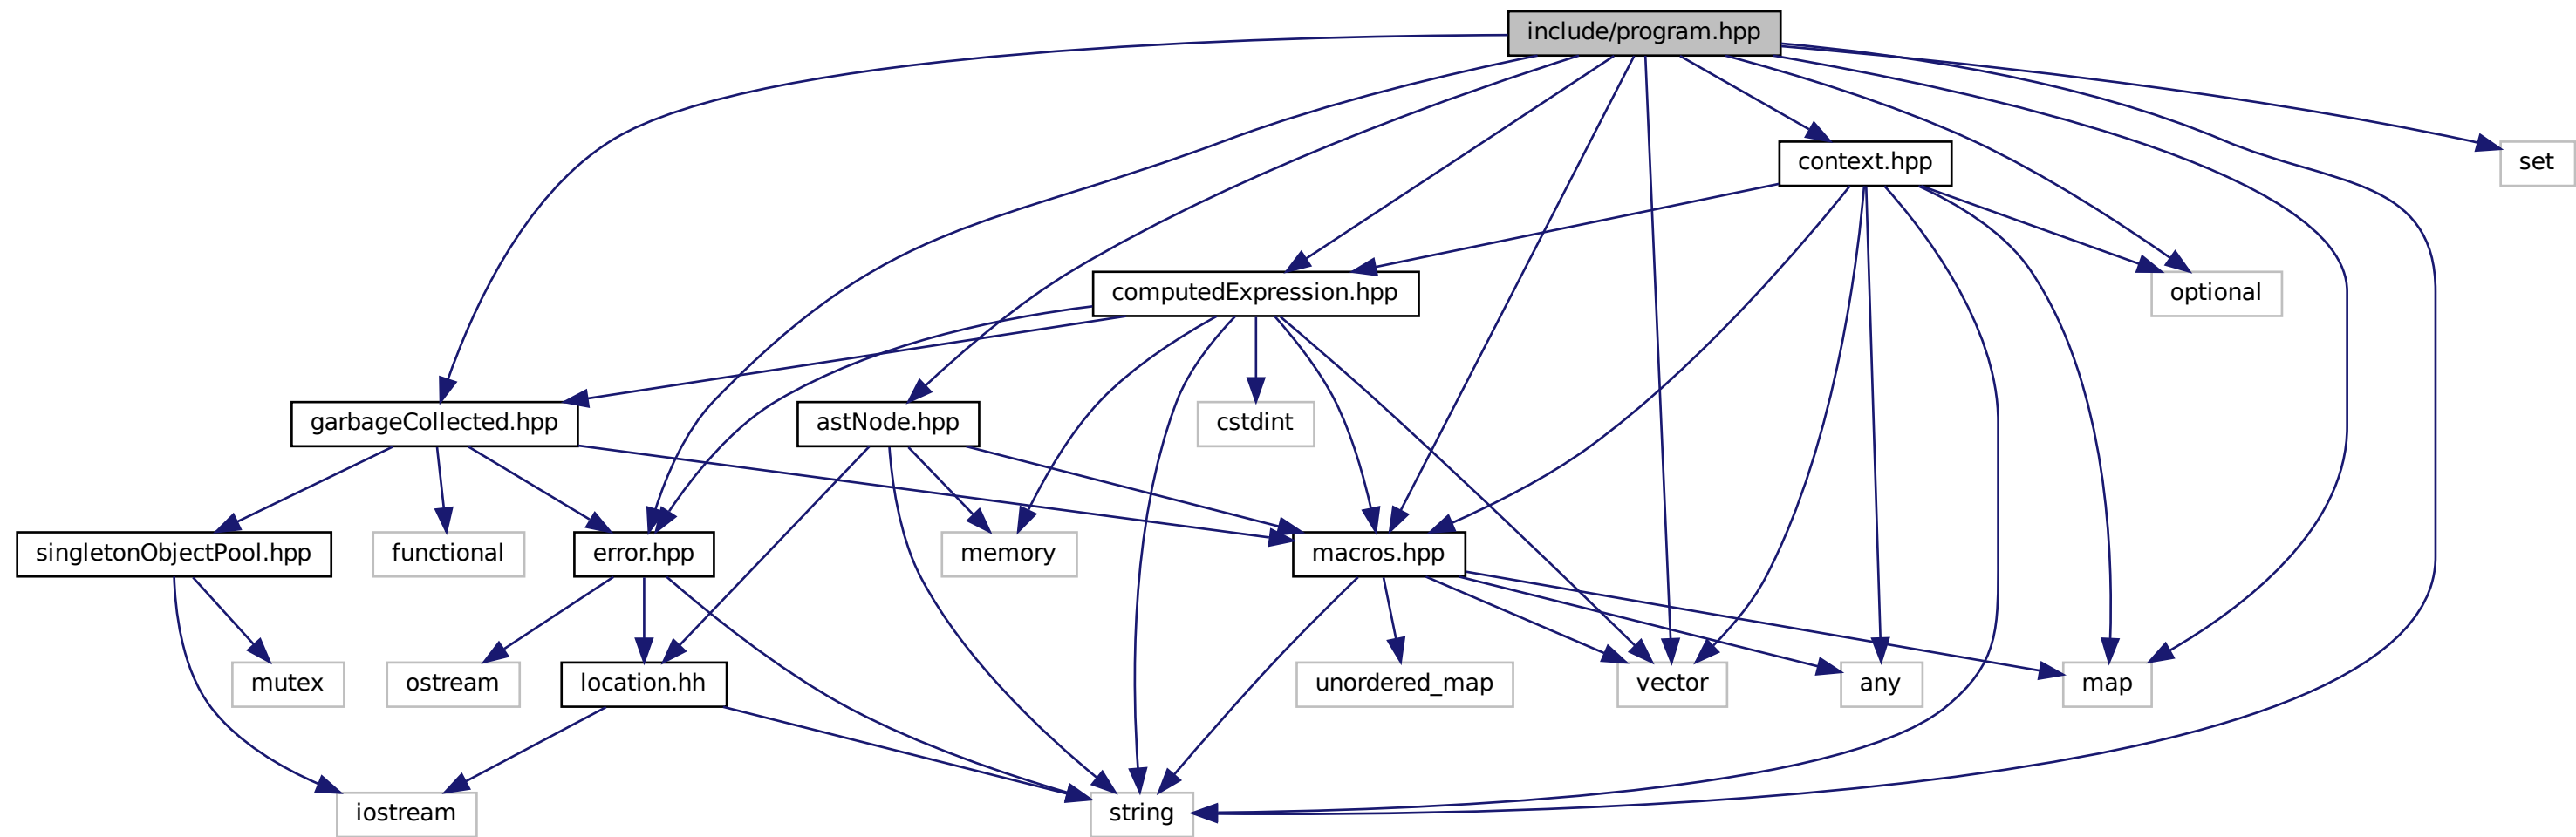 include/program.hpp
context.hpp
set
computedExpression.hpp
optional
garbageCollected.hpp
astNode.hpp
cstdint
singletonObjectPool.hpp
functional
error.hpp
memory
macros.hpp
mutex
ostream
location.hh
unordered_map
vector
any
map
iostream
string